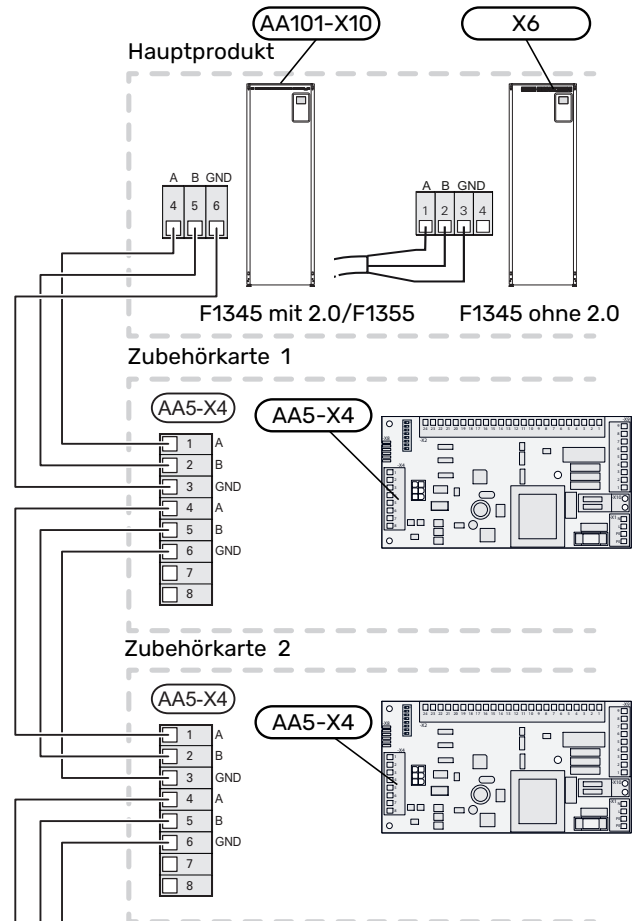 AA101-X10 X6
Hauptprodukt
A B GND
4 5 6
A B GND
1 2 3 4
F1345 mit 2.0/F1355 F1345 ohne 2.0
Zubehörkarte 1
AA5-X4
AA5-X4
1 A
2 B
3 GND
4 A
5 B
6 GND
7
8
Zubehörkarte 2
AA5-X4
AA5-X4
1 A
2 B
3 GND
4 A
5 B
6 GND
7
8